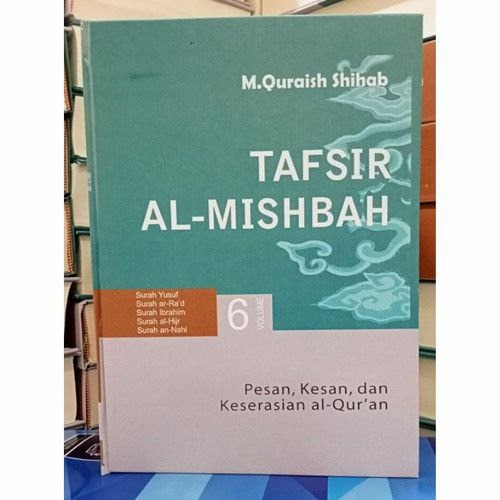 M.Quraish Shihab
TAFSIR
AL-MISHBAH
Surah Yusuf
Surah ar-Ra'd
Surah Ibrahim
Surah al-Hijr
Surah an-Nahl
6
VOLUME
Pesan, Kesan, dan
Keserasian al-Qur'an